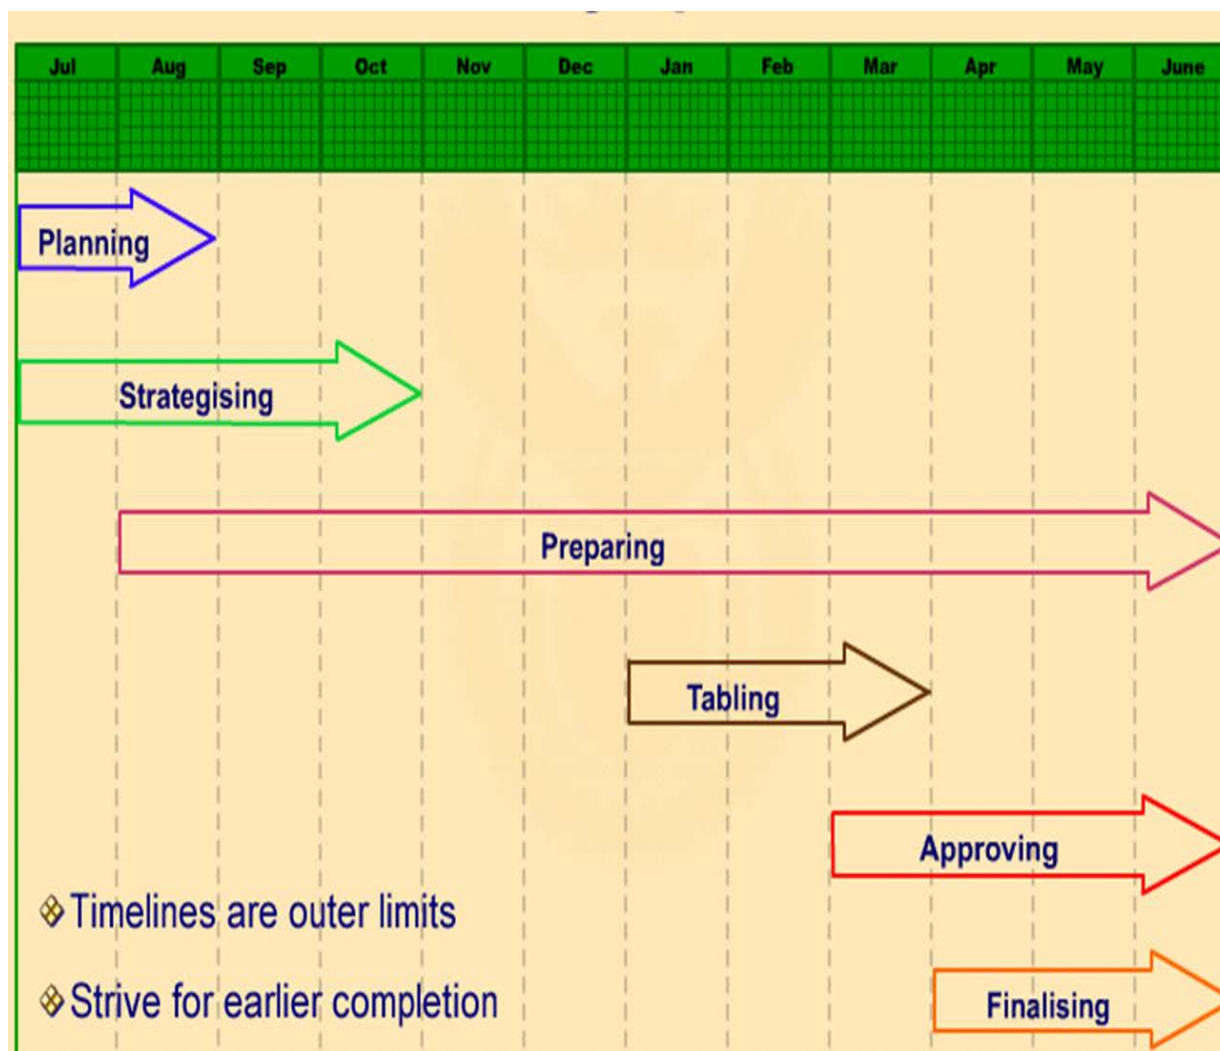 Jul Aug Sep Oct Nov Dec Jan Feb Mar Apr May June
Planning
Strategising
Preparing
Tabling
Approving
Timelines are outer limits
Strive for earlier completion
Finalising